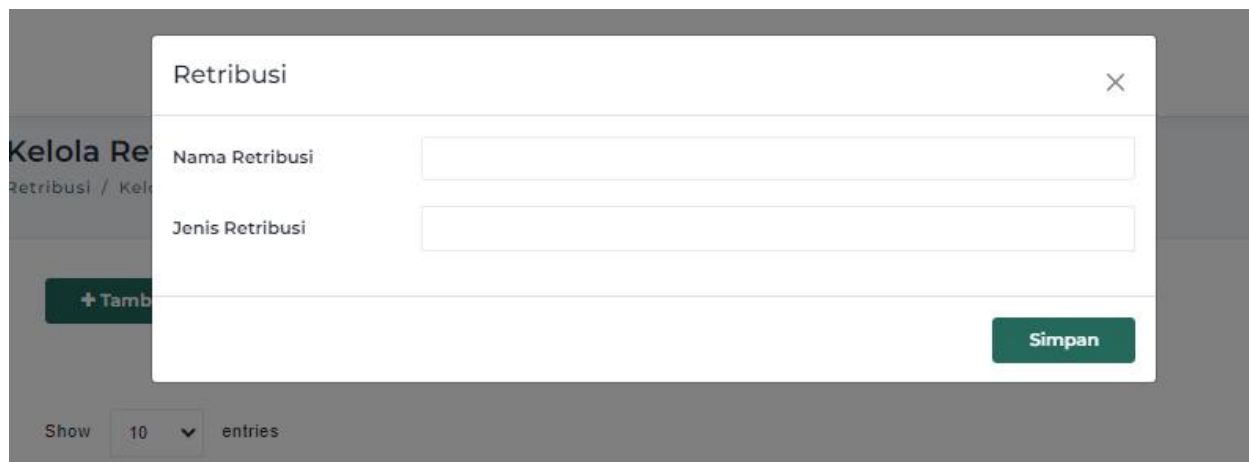 Retribusi
Kelola Re
Retribusi / Kel
Nama Retribusi
Jenis Retribusi
+ Tamb
Simpan
Show 10 entries